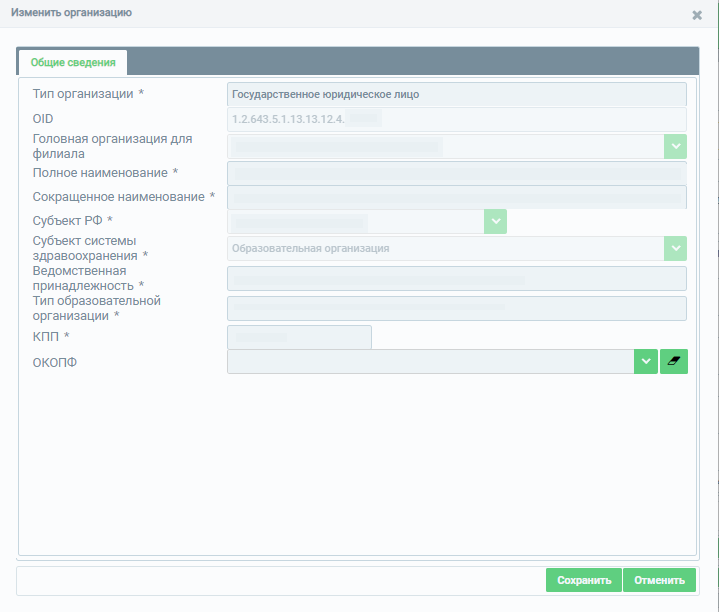 Изменить организацию
Общие сведения
Тип организации * Государственное юридическое лицо
OID 1.2.643.5.1.13.13.12.4.
Головная организация для
филиала
Полное наименование *
Сокращенное наименование *
Субъект РФ *
Субъект системы
здравоохранения * Образовательная организация
Ведомственная
принадлежность *
Тип образовательной
организации *
КПП *
ОКОПФ
Сохранить Отменить